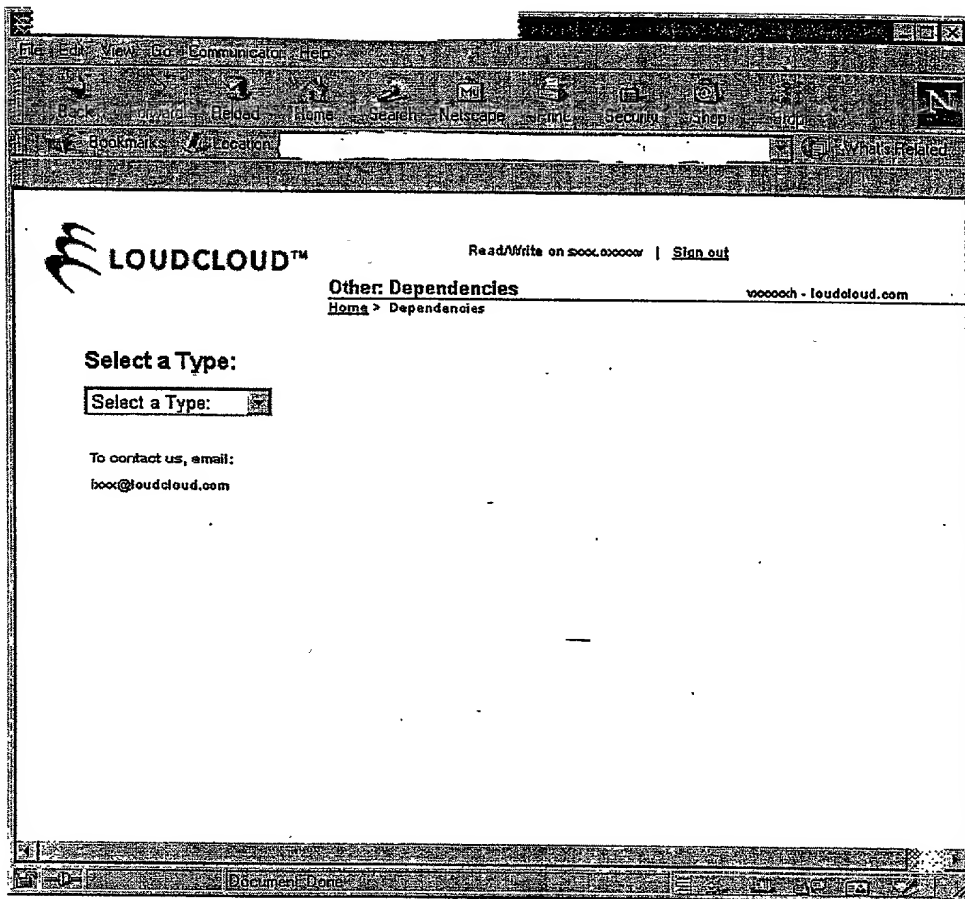 File Edit View Go Communicator Help
Back Forward Reload Home Search Netscape Print Security Shop Stop
Bookmarks Location What's Related
LOUDCLOUD™
Read/Write on | Sign out
Other: Dependencies
- loudcloud.com
Home > Dependencies
Select a Type:
Select a Type:
To contact us, email:
@loudcloud.com
Document: Done